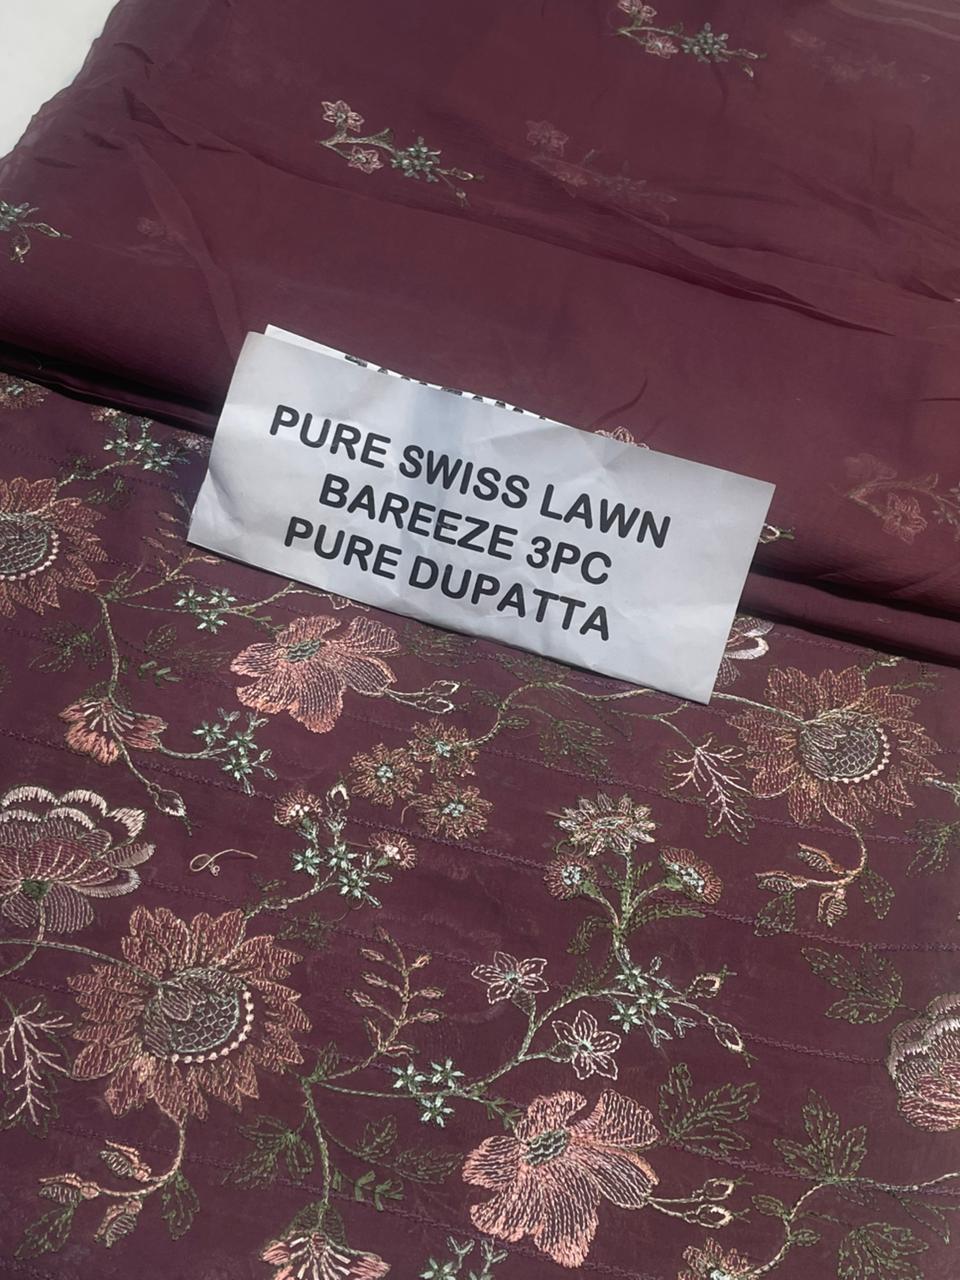 PURE SWISS LAWN
BAREEZE 3PC
PURE DUPATTA